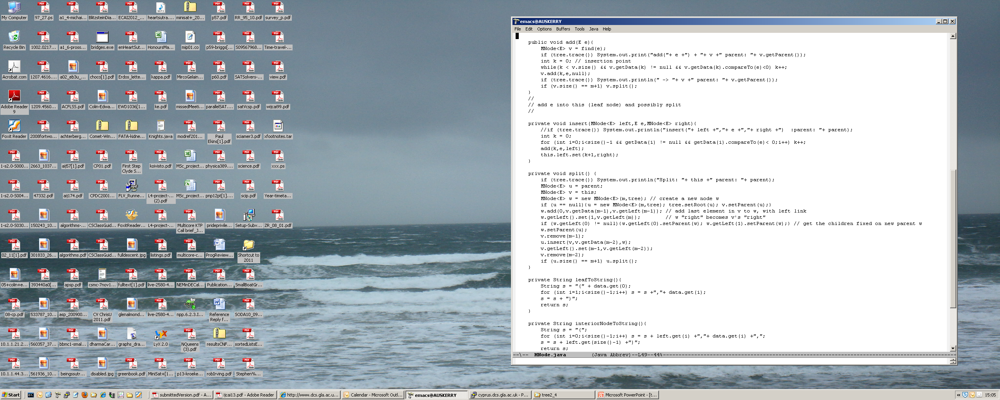 My Computer
97_27.ps
a1_4-michai...
BlitzsteinDia...
ECAI2012_...
heartsutra....
minisat+_20...
p57.pdf
RR_95_10.pdf
survey_p.pdf
Recycle Bin
1002.0217...
a1_6-pross...
bridges.exe
enHeartSut...
HonoursMa...
mip01.co
p59-briggs[...
S09567968...
Time-travel-...
Acrobat.com
1207.4616....
a02_eb3u_...
choco[1].pdf
Erdos_lette...
kappa.pdf
MircoGelain...
p60.pdf
SATSolvers-...
view.pdf
Adobe Reader 9
1209.4560...
ACFLSS.pdf
Colin-Edwa...
EWD1036[1...
ke.pdf
missedMeeti...
parallelSAT....
satVcsp.pdf
wijcai99.pdf
Foxit Reader
2008fortwo...
achterberg...
Comet-Win...
FATA-kidne...
Knights.java
modref201...
Paul Ekins[1].pdf
sciamer3.pdf
xfootnotes.tar
1-s2.0-S000...
2663_1037...
aij57[1].pdf
CP01.pdf
First Step Clyde S...
koivisto.pdf
MSc_project...
physica389....
science.pdf
xxx.ps
1-s2.0-S004...
47332.pdf
aij174.pdf
CPDC2001...
FLV_Runne...
L4-project-... (2).pdf
MSc_project...
pnp12pt[1]....
scip.pdf
Year-timeta...
1-s2.0-S030...
150243_10...
algorithms-...
CSClassGuid...
FoxitReader...
L4-project-...
Multicore KTP Call brief_J...
prideprivile...
Setup-Subv...
ZR_08_01.pdf
02_11[1].pdf
301833_26...
algorithms.pdf
CSClassGuid...
fulldescent.jpg
listings.pdf
multicore-c...
ProgReview...
Shortcut to 2011
05+colin+e...
393440a0[...
apsp.pdf
csmc-7nov1...
fulltext[1].pdf
live-2580-4...
NEMinDECal...
Publication...
SmallBoatGr...
08-cp.pdf
533787_10...
asp_200900...
CV ChrisU 2011.pdf
glenalmond...
live-2580-4...
npp.6.2.3.I...
Reference Reply f...
SODA10_09...
10.1.1.21.2...
560357_37...
bbmc1-smal...
dharmaCar...
graphs_dra...
LyX 2.0
NQueens (3).pdf
resultsCNF...
sortedListsE...
10.1.1.44.3...
561936_10...
beingssutr...
disabled.jpg
greenbook.pdf
MiniSat+[1...
p13-kroeke...
robIrving.pdf
Stephen%...
emacs@AUSKERRY
File Edit Options Buffers Tools Java Help
public void add(E e){
MNode<E> v = find(e);
if (tree.trace()) System.out.print("add("+ e +") + "+ v +" parent: "+ v.getParent());
int k = 0; // insertion point
while(k < v.size() && v.getData(k) != null && v.getData(k).compareTo(e)<0) k++;
v.add(k,e,null);
if (tree.trace()) System.out.println(" -> "+ v +" parent: "+ v.getParent());
if (v.size() == m+1) v.split();
}
//
// add e into this (leaf node) and possibly split
//
private void insert(MNode<E> left,E e,MNode<E> right){
//if (tree.trace()) System.out.println("insert("+ left +","+ e +","+ right +")  :parent: "+ parent);
int k = 0;
for (int i=0;i<size()-1 && getData(i) != null && getData(i).compareTo(e)< 0;i++) k++;
add(k,e,left);
this.left.set(k+1,right);
}
private void split() {
if (tree.trace()) System.out.println("Split: "+ this +" parent: "+ parent);
MNode<E> u = parent;
MNode<E> v = this;
MNode<E> w = new MNode<E>(m,tree); // create a new node w
if (u == null){u = new MNode<E>(m,tree); tree.setRoot(u); v.setParent(u);}
w.add(0,v.getData(m-1),v.getLeft(m-1)); // add last element in v to w, with left link
w.getLeft().set(1,v.getLeft(m));        // w "right" becomes v's "right"
if (w.getLeft(0) != null){w.getLeft(0).setParent(w); w.getLeft(1).setParent(w);} // get the children fixed on new parent w
w.setParent(u);
v.remove(m-1);
u.insert(v,v.getData(m-2),w);
v.getLeft().set(m-1,v.getLeft(m-2));
v.remove(m-2);
if (u.size() == m+1) u.split();
}
private String leafToString(){
String s = "(" + data.get(0);
for (int i=1;i<size()-1;i++) s = s +","+ data.get(i);
s = s + ")";
return s;
}
private String interiorNodeToString(){
String s = "(";
for (int i=0;i<size()-1;i++) s = s + left.get(i) +","+ data.get(i) +",";
s = s + left.get(size()-1) +")";
return s;
--\-- MNode.java (Java Abbrev)--L49--44%--
Start
submittedVersion.pdf - A...
ijcai13.pdf - Adobe Reader
http://www.dcs.gla.ac.u...
Calendar - Microsoft Outl...
emacs@AUSKERRY
cyprus.dcs.gla.ac.uk - P...
tree2_4
Microsoft PowerPoint - [t...
15:05